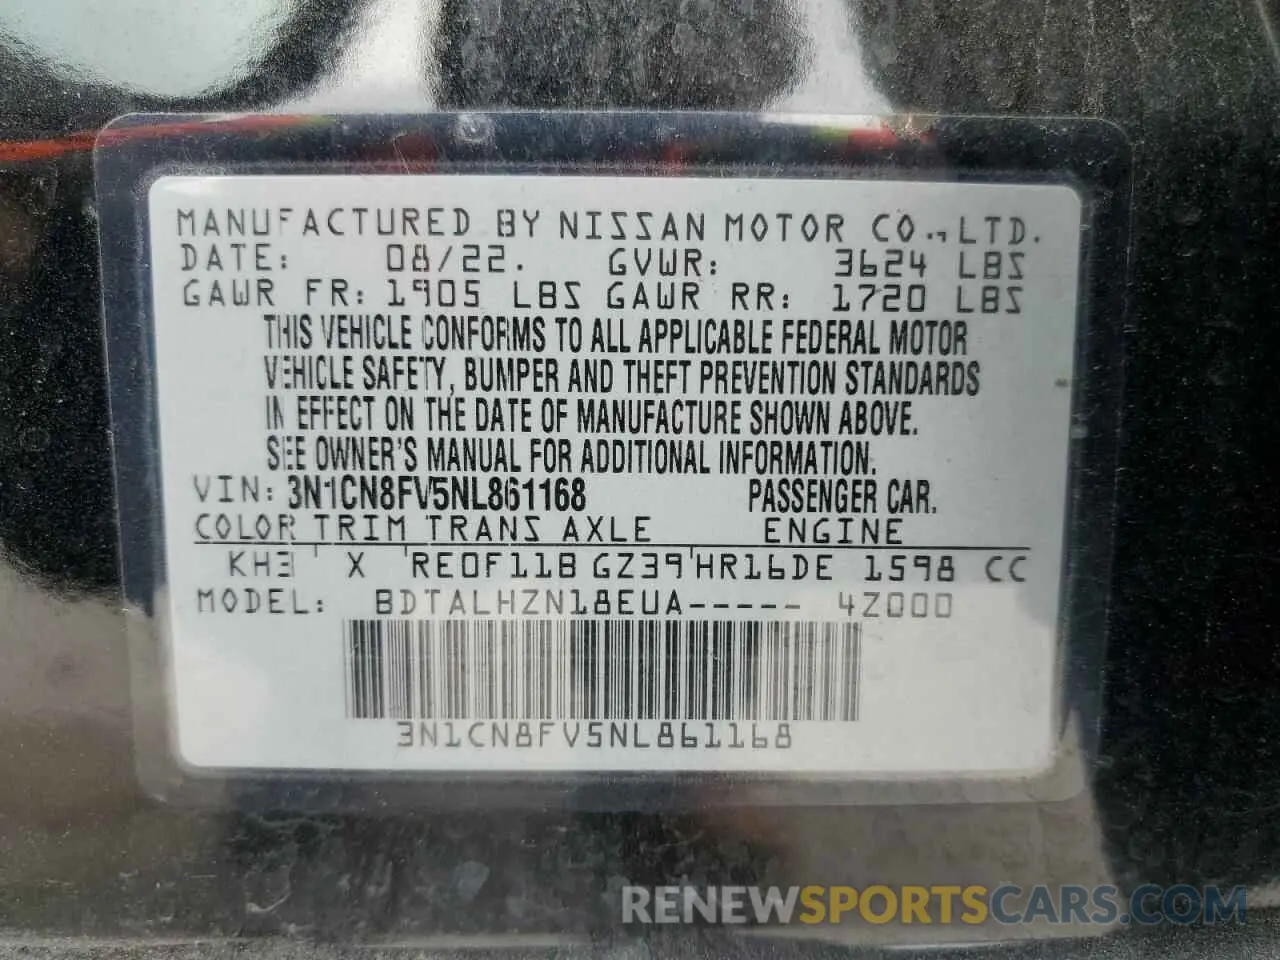 MANUFACTURED BY NISSAN MOTOR CO., LTD.
DATE: 08/22. GVWR: 3624 LBS
GAWR FR: 1905 LBS GAWR RR: 1720 LBS
THIS VEHICLE CONFORMS TO ALL APPLICABLE FEDERAL MOTOR
VEHICLE SAFETY, BUMPER AND THEFT PREVENTION STANDARDS
IN EFFECT ON THE DATE OF MANUFACTURE SHOWN ABOVE.
SEE OWNER'S MANUAL FOR ADDITIONAL INFORMATION.
VIN: 3N1CN8FV5NL861168 PASSENGER CAR.
COLOR TRIM TRANS AXLE ENGINE
KH3 X RE0F11B GZ39 HR16DE 1598 CC
MODEL: BDTALHZN18EUA----- 4Z000
3N1CN8FV5NL861168
RENEWSPORTSCARS.COM